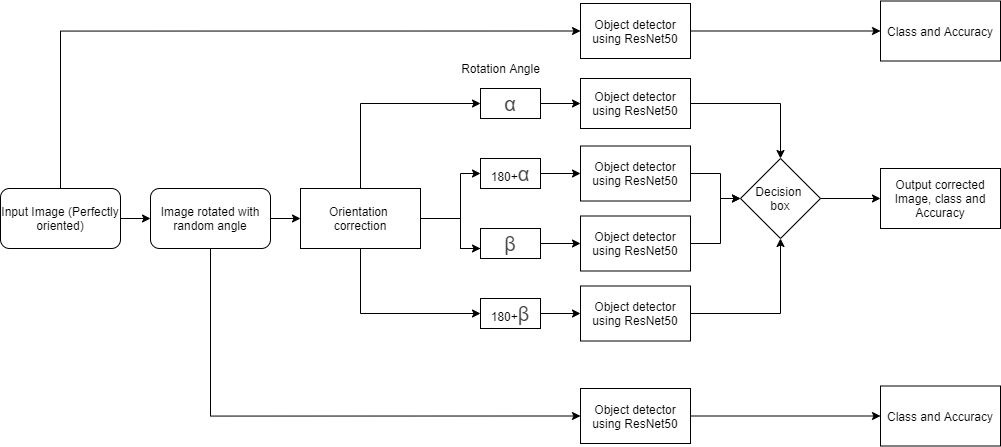 Object detector
using ResNet50
Class and Accuracy
Rotation Angle
α
Object detector
using ResNet50
180+α
Object detector
using ResNet50
Input Image (Perfectly
oriented)
Image rotated with
random angle
Orientation
correction
β
Object detector
using ResNet50
Decision
box
Output corrected
Image, class and
Accuracy
180+β
Object detector
using ResNet50
Object detector
using ResNet50
Class and Accuracy